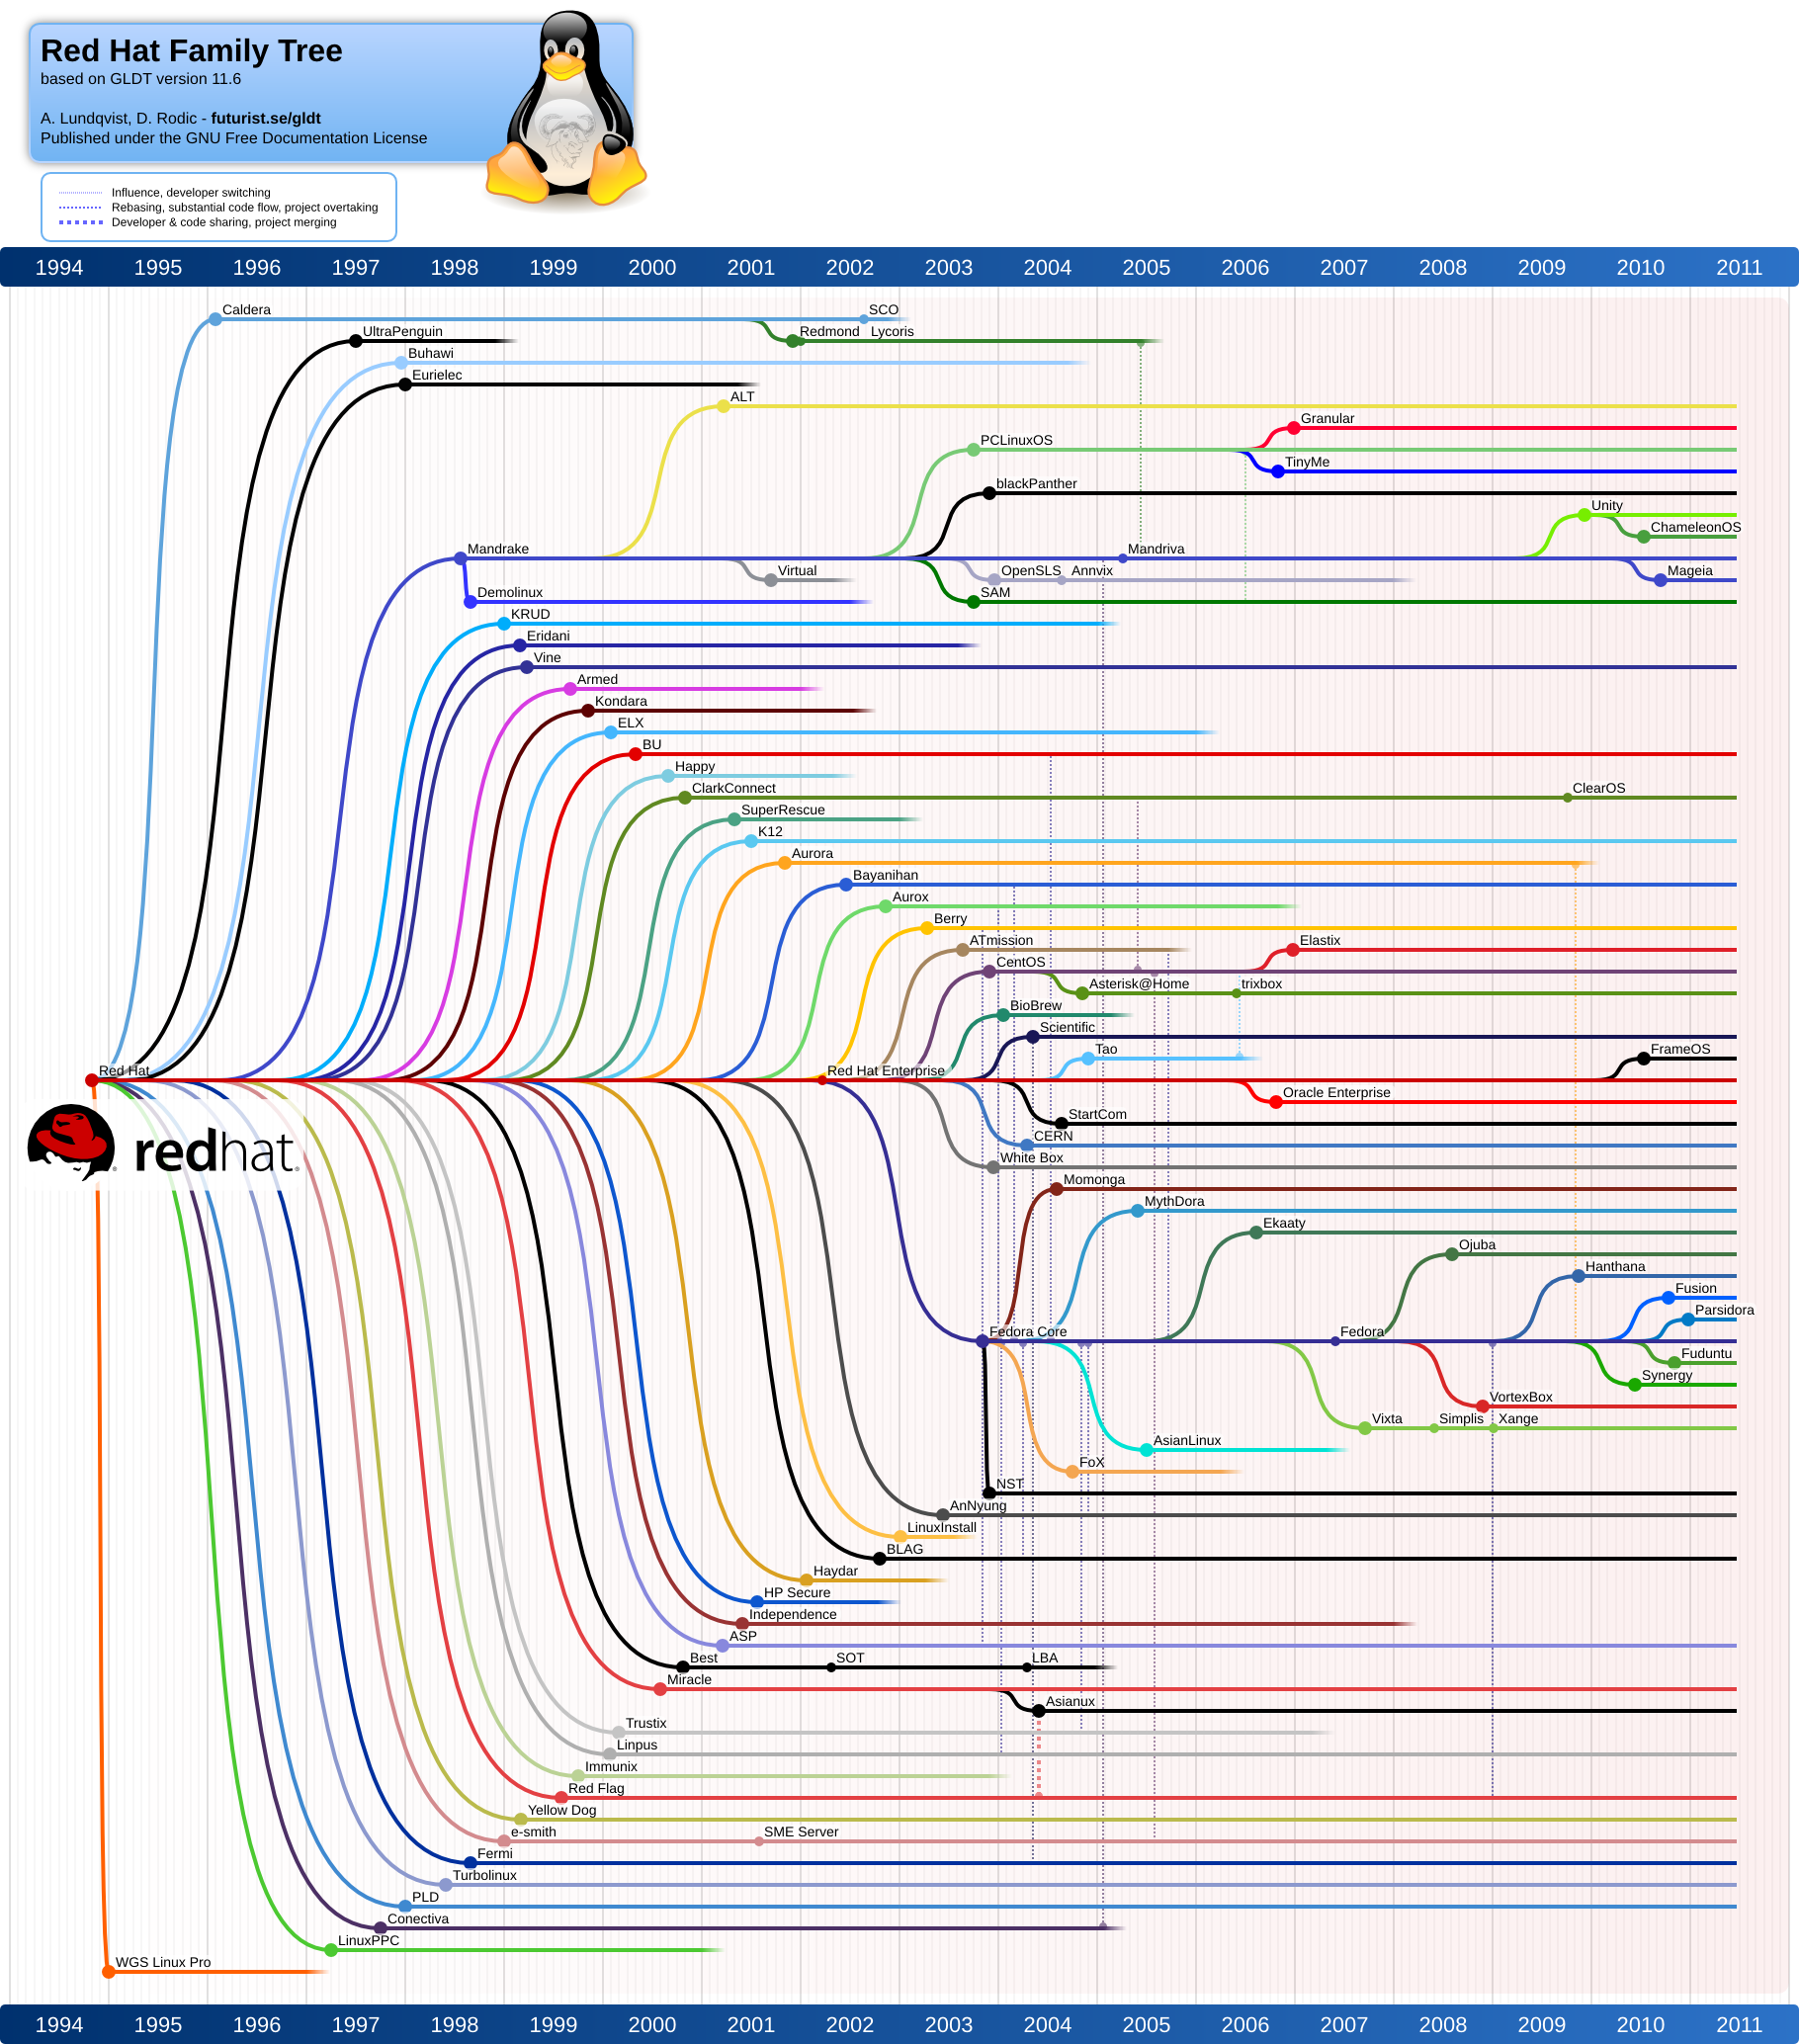 Red Hat Family Tree
based on GLDT version 11.6
A. Lundqvist, D. Rodic - futurist.se/gldt
Published under the GNU Free Documentation License
Influence, developer switching
Rebasing, substantial code flow, project overtaking
Developer & code sharing, project merging
1994 1995 1996 1997 1998 1999 2000 2001 2002 2003 2004 2005 2006 2007 2008 2009 2010 2011
Caldera SCO
UltraPenguin Redmond Lycoris
Buhawi
Eurielec
ALT
Granular
PCLinuxOS
TinyMe
blackPanther
Unity
ChameleonOS
Mandrake Mandriva
Virtual OpenSLS Annvix Mageia
Demolinux SAM
KRUD
Eridani
Vine
Armed
Kondara
ELX
BU
Happy
ClarkConnect ClearOS
SuperRescue
K12
Aurora
Bayanihan
Aurox
Berry
ATmission Elastix
CentOS
Asterisk@Home trixbox
BioBrew
Scientific
Tao FrameOS
Red Hat Red Hat Enterprise
Oracle Enterprise
StartCom
redhat.
CERN
White Box
Momonga
MythDora
Ekaaty
Ojuba
Hanthana
Fusion
Parsidora
Fedora Core Fedora
Fuduntu
Synergy
VortexBox
Vixta Simplis Xange
AsianLinux
FoX
NST
AnNyung
LinuxInstall
BLAG
Haydar
HP Secure
Independence
ASP
Best SOT LBA
Miracle
Asianux
Trustix
Linpus
Immunix
Red Flag
Yellow Dog
e-smith SME Server
Fermi
Turbolinux
PLD
Conectiva
LinuxPPC
WGS Linux Pro
1994 1995 1996 1997 1998 1999 2000 2001 2002 2003 2004 2005 2006 2007 2008 2009 2010 2011